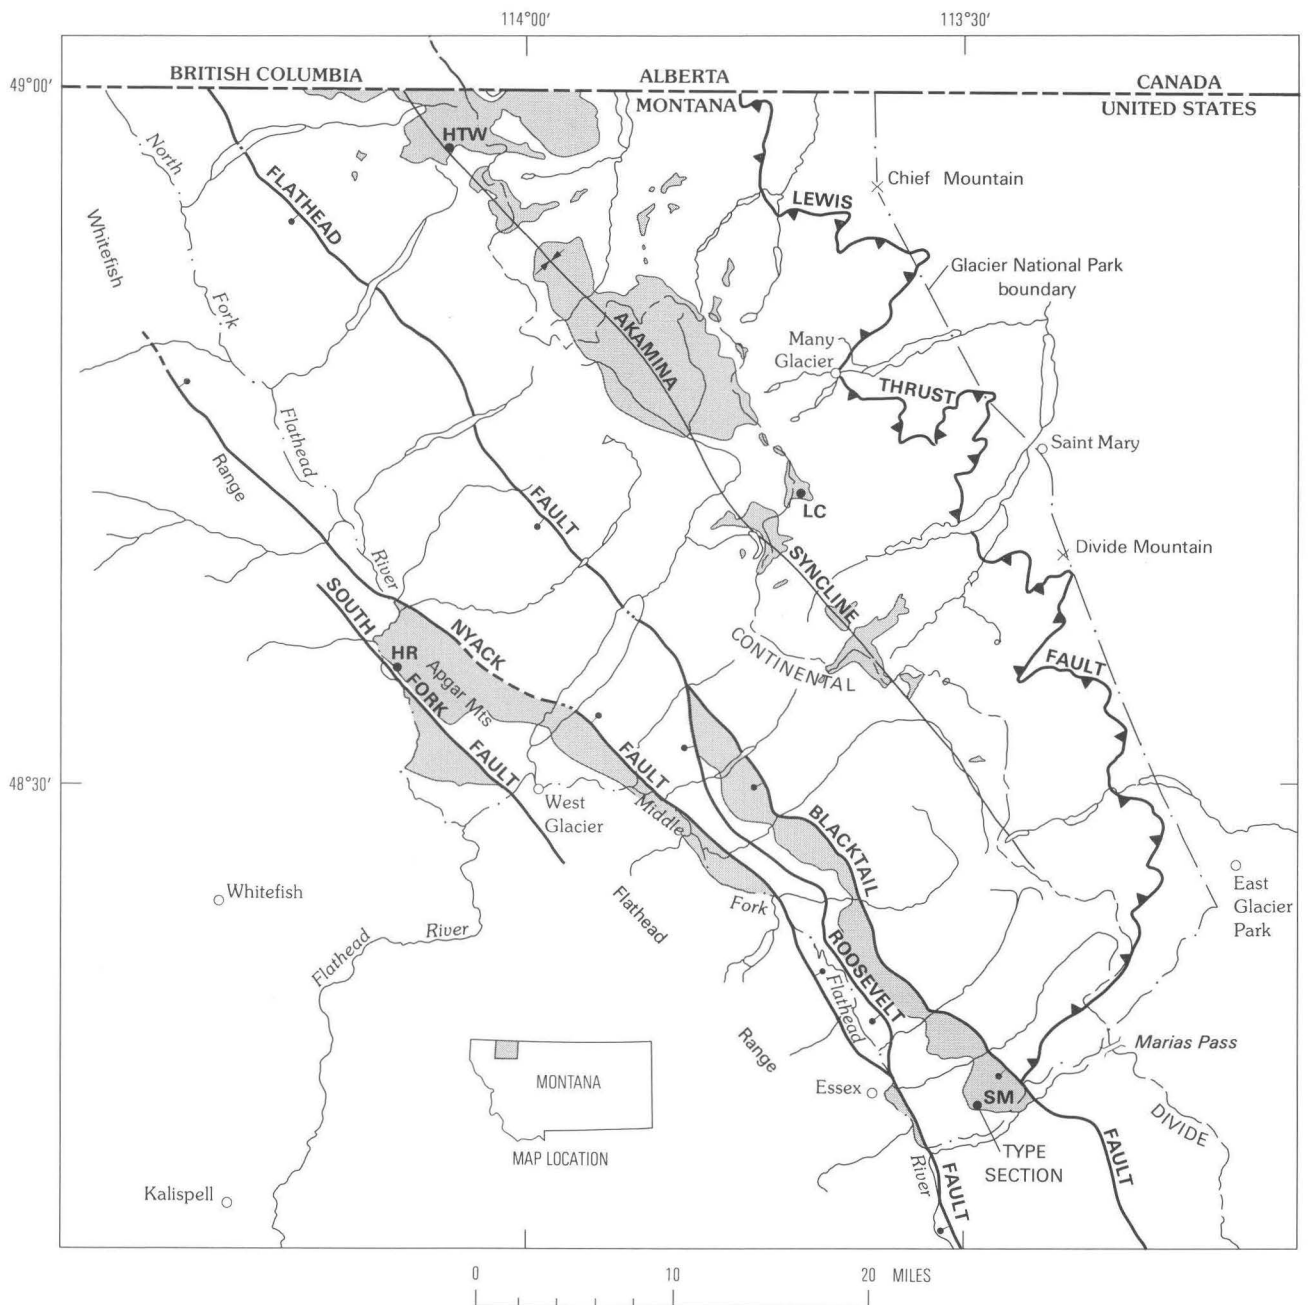 114°00′
113°30′
49°00′
BRITISH COLUMBIA
ALBERTA
CANADA
MONTANA
UNITED STATES
HTW
North
FLATHEAD
Chief Mountain
LEWIS
Whitefish
Glacier National Park
boundary
Fork
AKAMINA
Many
Glacier
THRUST
Flathead
Saint Mary
Range
FAULT
LC
River
SYNCLINE
Divide Mountain
SOUTH
NYACK
CONTINENTAL
HR
Apgar Mts
FAULT
FORK
FAULT
FAULT
48°30′
West
Glacier
Middle
BLACKTAIL
Whitefish
Flathead
Fork
East
Glacier
Park
Flathead
River
ROOSEVELT
Flathead
Range
Marias Pass
MONTANA
Essex
SM
DIVIDE
MAP LOCATION
TYPE
SECTION
FAULT
River
FAULT
Kalispell
0
10
20 MILES